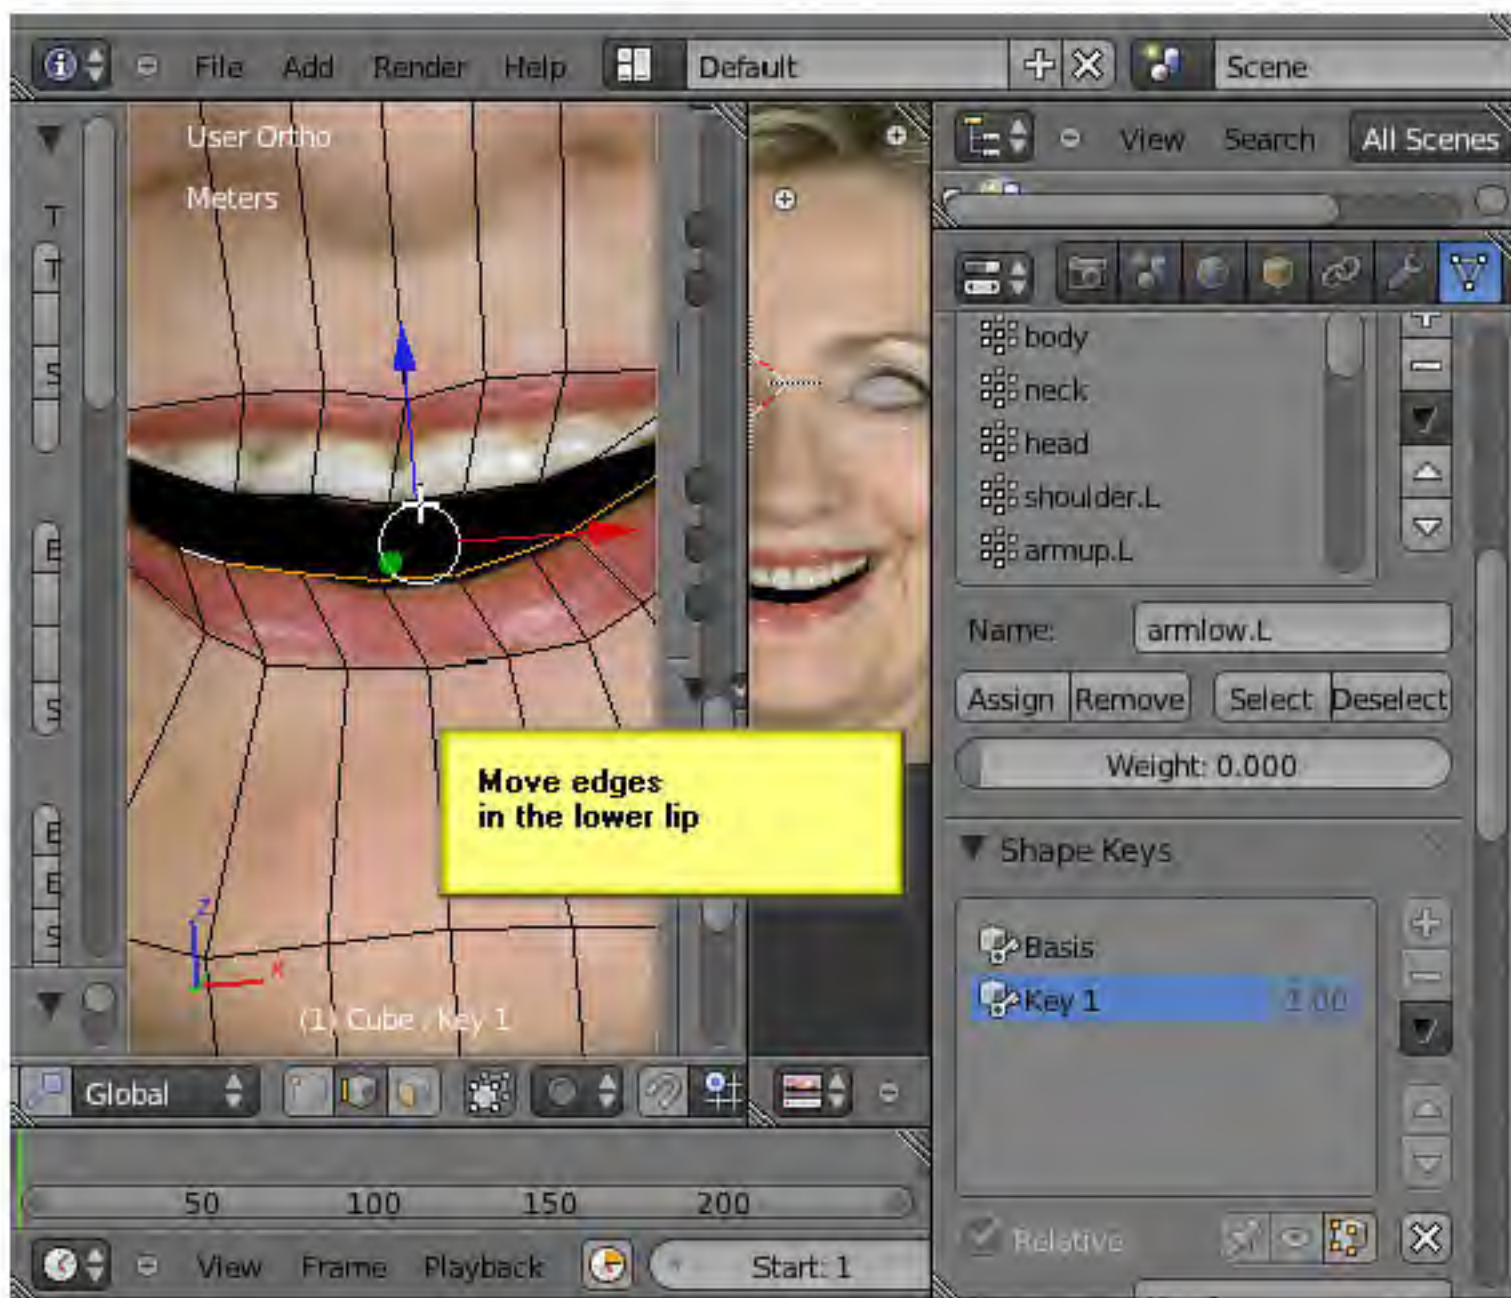 File Add Render Help Default Scene
User Ortho
Meters
View Search All Scenes
T
T
S
E
S
E
E
S
body
neck
head
shoulder.L
armup.L
Name: armlow.L
Assign Remove Select Deselect
Weight: 0.000
Move edges
in the lower lip
Shape Keys
Basis
Key 1
z
x
(1) Cube : Key 1
Global
50 100 150 200
Relative
View Frame Playback Start: 1